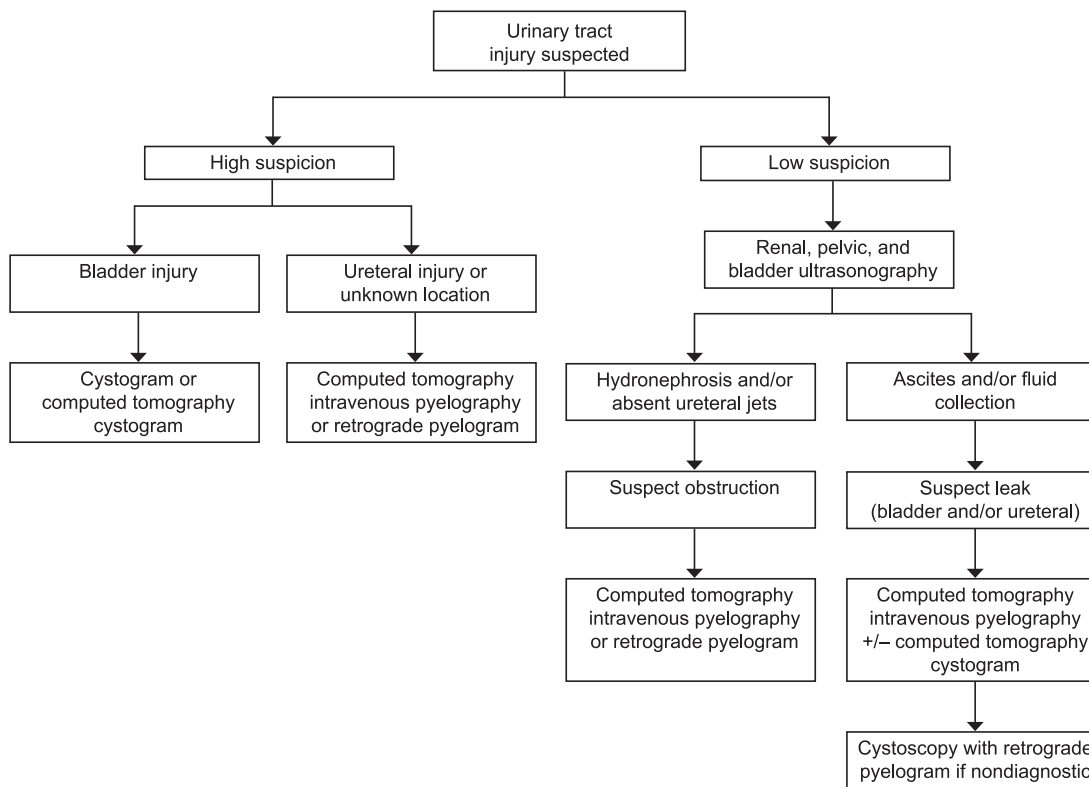 Urinary tract
injury suspected
High suspicion
Low suspicion
Bladder injury
Ureteral injury or
unknown location
Renal, pelvic, and
bladder ultrasonography
Cystogram or
computed tomography
cystogram
Computed tomography
intravenous pyelography
or retrograde pyelogram
Hydronephrosis and/or
absent ureteral jets
Ascites and/or fluid
collection
Suspect obstruction
Suspect leak
(bladder and/or ureteral)
Computed tomography
intravenous pyelography
or retrograde pyelogram
Computed tomography
intravenous pyelography
+/– computed tomography
cystogram
Cystoscopy with retrograde
pyelogram if nondiagnostic